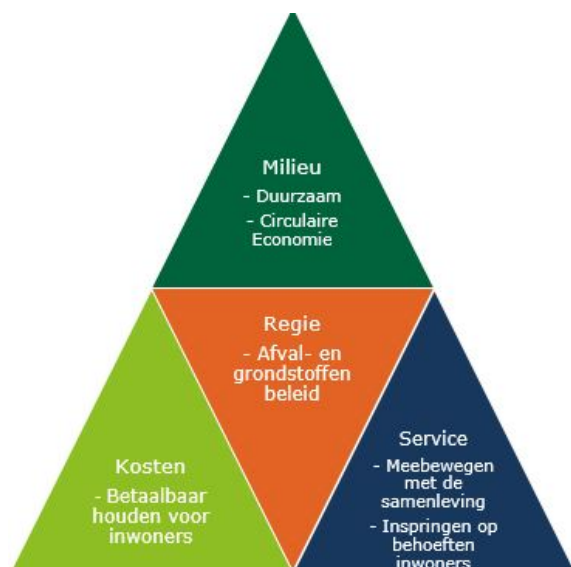 Milieu
- Duurzaam
- Circulaire
Economie
Regie
- Afval- en
grondstoffen
beleid
Kosten
- Betaalbaar
houden voor
inwoners
Service
- Meebewegen
met de
samenleving
- Inspringen op
behoeften
inwoners